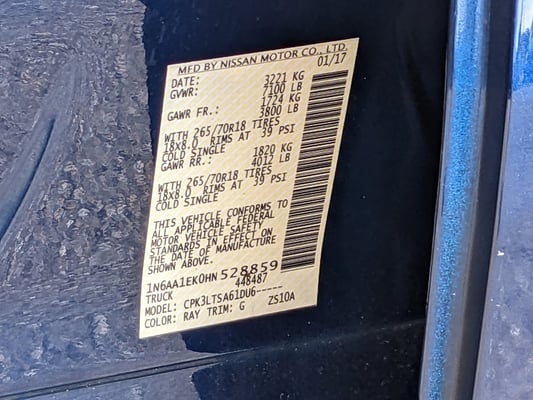 MFD BY NISSAN MOTOR CO., LTD.
DATE: 01/17
GVWR: 3221 KG
7100 LB
GAWR FR.: 1724 KG
3800 LB
WITH 265/70R18 TIRES
18X8.0 RIMS AT 39 PSI
COLD SINGLE
GAWR RR.: 1820 KG
4012 LB
WITH 265/70R18 TIRES
18X8.0 RIMS AT 39 PSI
COLD SINGLE
THIS VEHICLE CONFORMS TO
ALL APPLICABLE FEDERAL
MOTOR VEHICLE SAFETY
STANDARDS IN EFFECT ON
THE DATE OF MANUFACTURE
SHOWN ABOVE.
1N6AA1EK0HN528859
TRUCK 448487
MODEL: CPK3LTSA61DU6-----
COLOR: RAY TRIM: G ZS10A